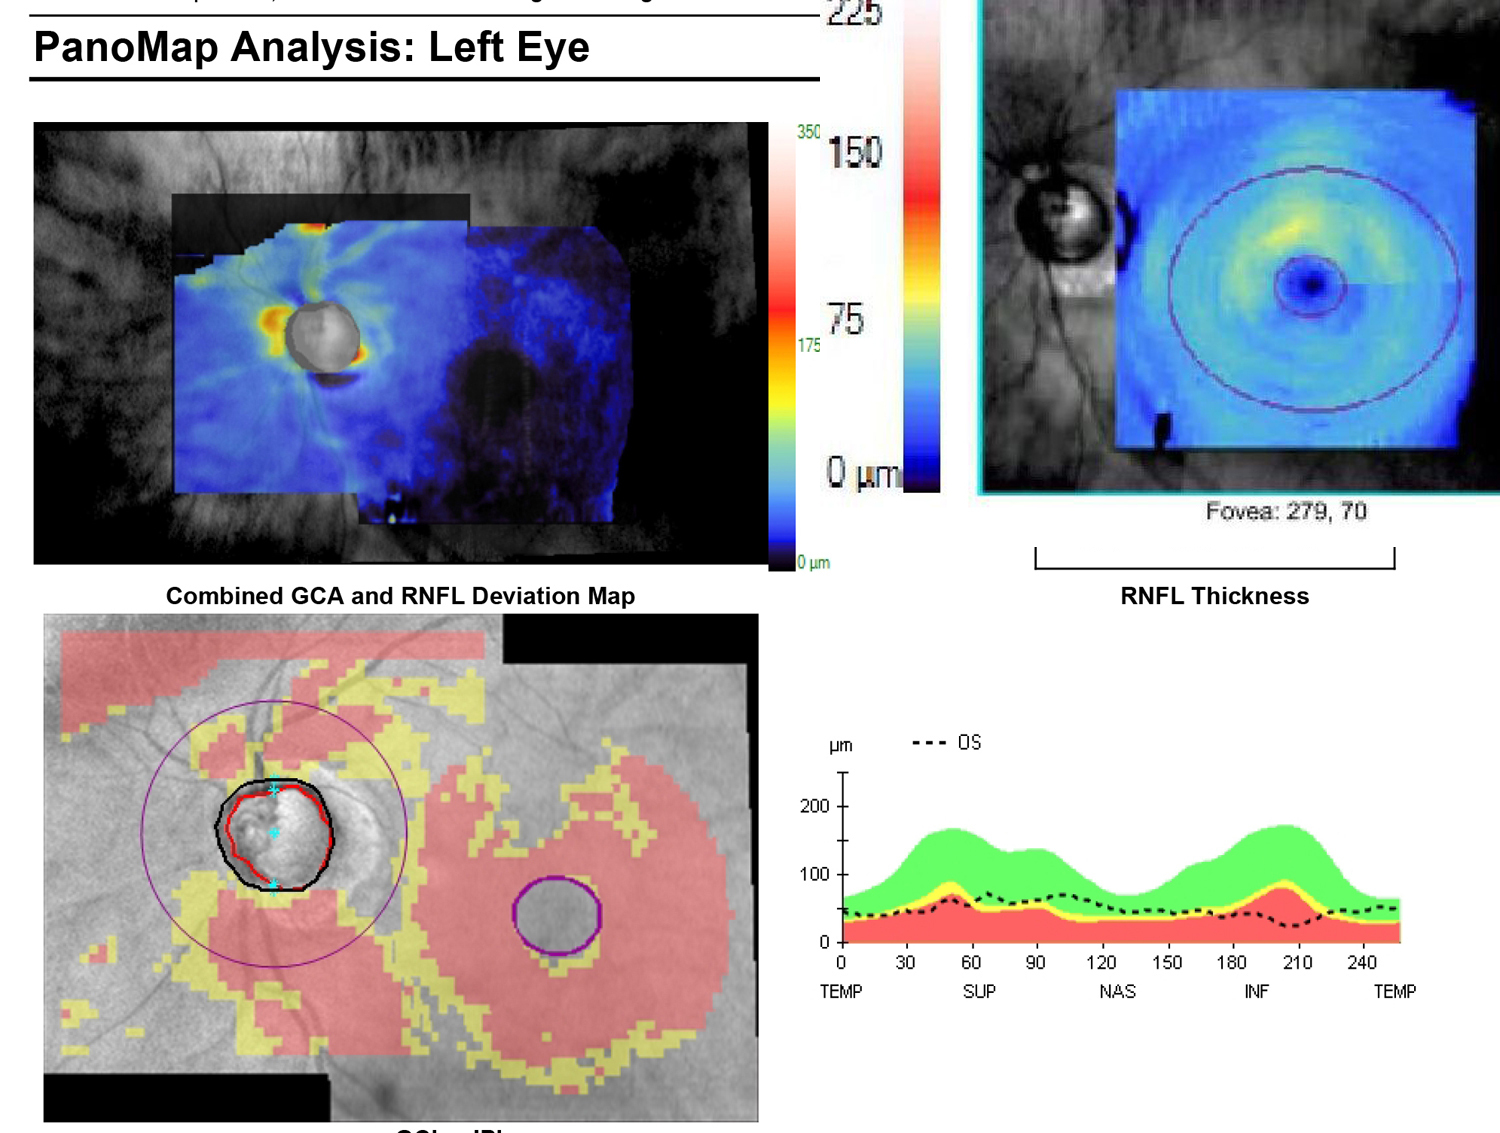 PanoMap Analysis: Left Eye
350
175
0 µm
225
150
75
0 µm
Fovea: 279, 70
Combined GCA and RNFL Deviation Map
RNFL Thickness
µm
OS
200
100
0
0 30 60 90 120 150 180 210 240
TEMP SUP NAS INF TEMP